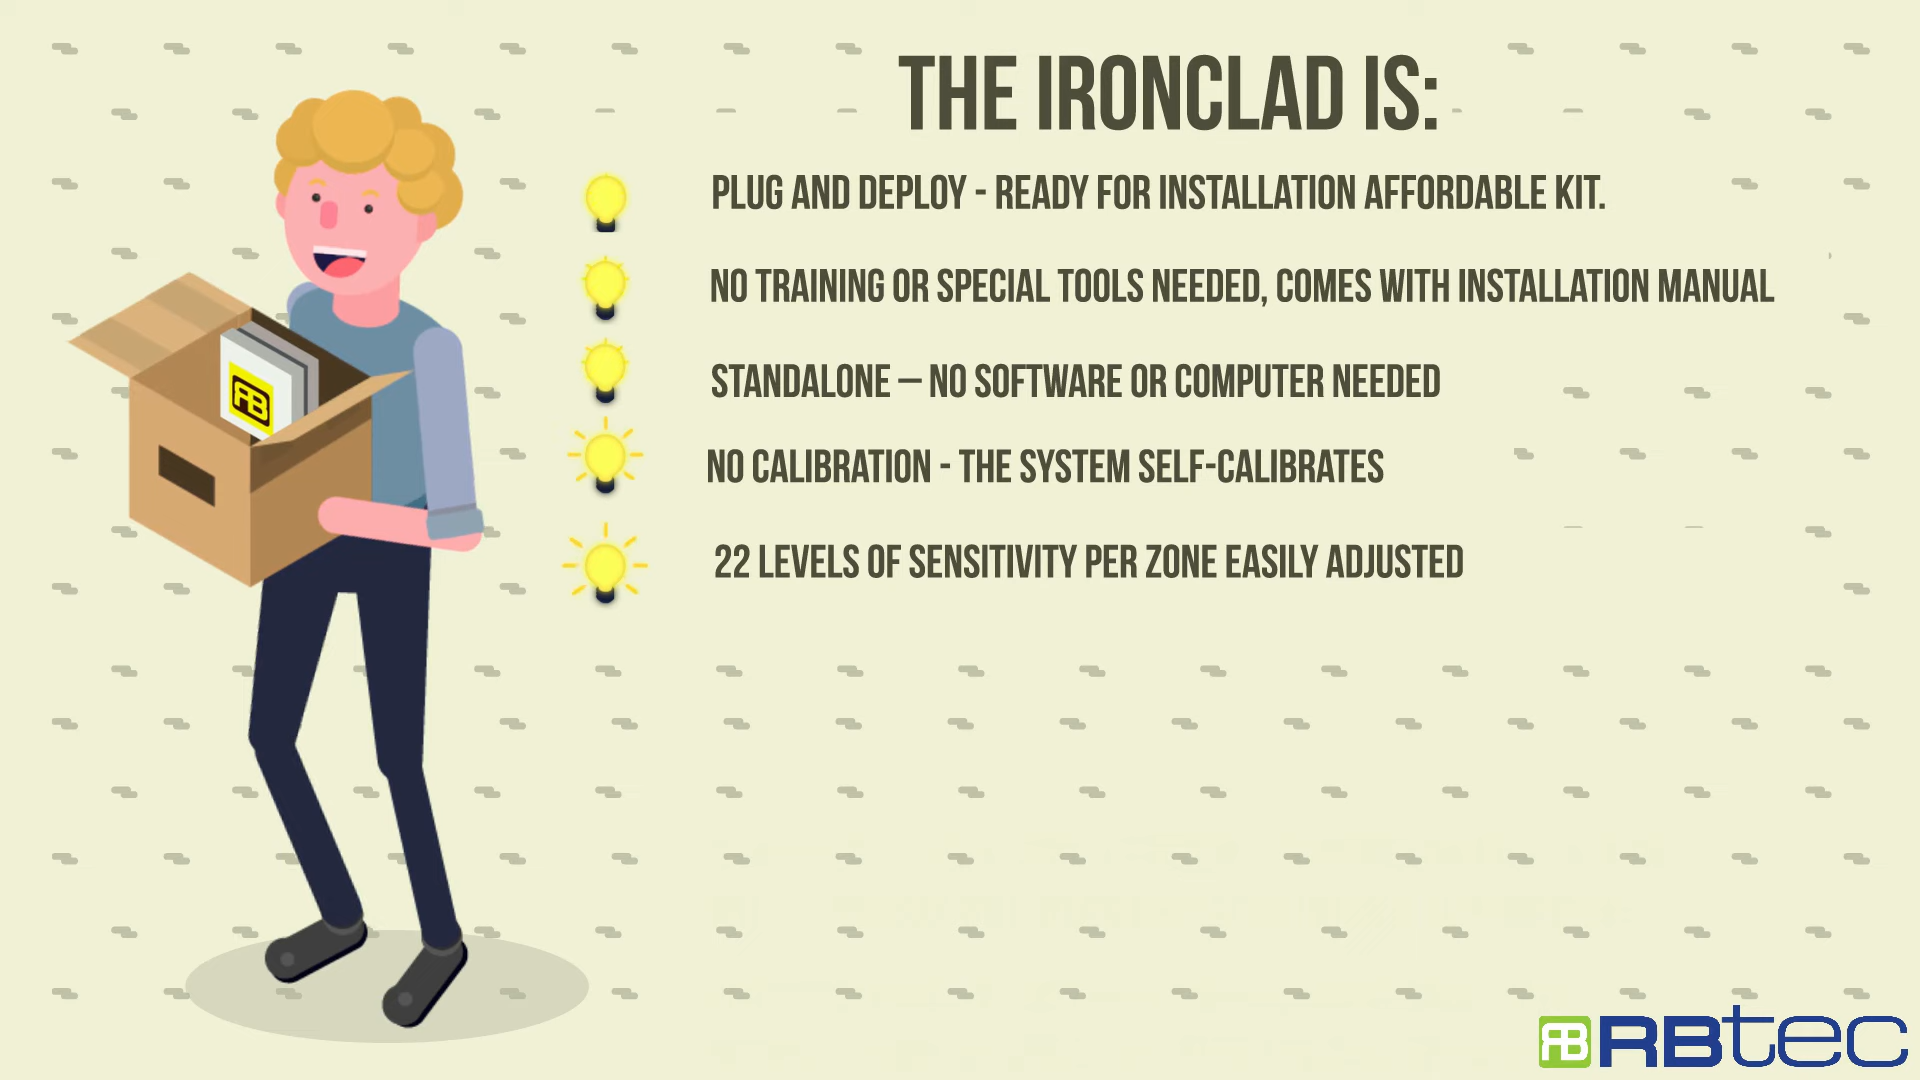 THE IRONCLAD IS:
PLUG AND DEPLOY - READY FOR INSTALLATION AFFORDABLE KIT.
NO TRAINING OR SPECIAL TOOLS NEEDED, COMES WITH INSTALLATION MANUAL
STANDALONE – NO SOFTWARE OR COMPUTER NEEDED
NO CALIBRATION - THE SYSTEM SELF-CALIBRATES
22 LEVELS OF SENSITIVITY PER ZONE EASILY ADJUSTED
RB
RB RBtec